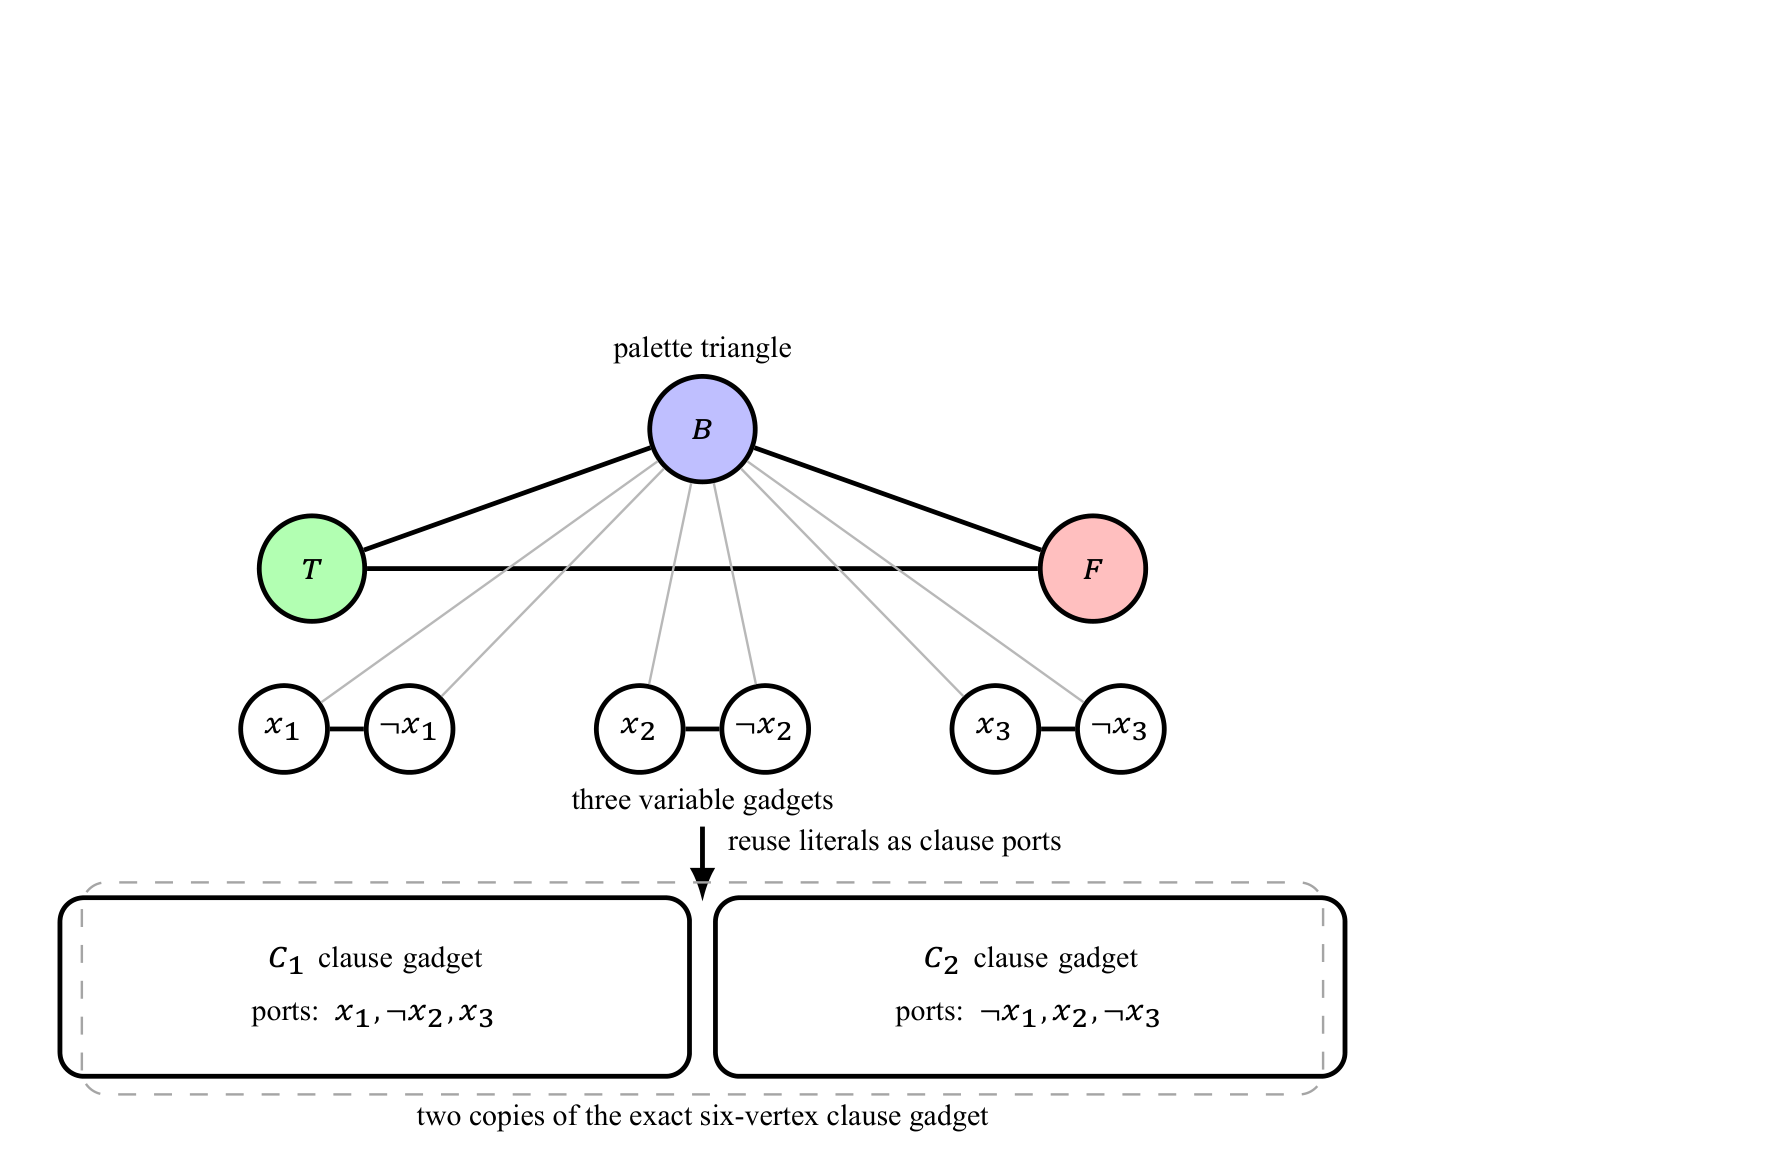 palette triangle
B
T
F
x₁
¬x₁
x₂
¬x₂
x₃
¬x₃
three variable gadgets
reuse literals as clause ports
C₁ clause gadget
ports: x₁, ¬x₂, x₃
C₂ clause gadget
ports: ¬x₁, x₂, ¬x₃
two copies of the exact six-vertex clause gadget